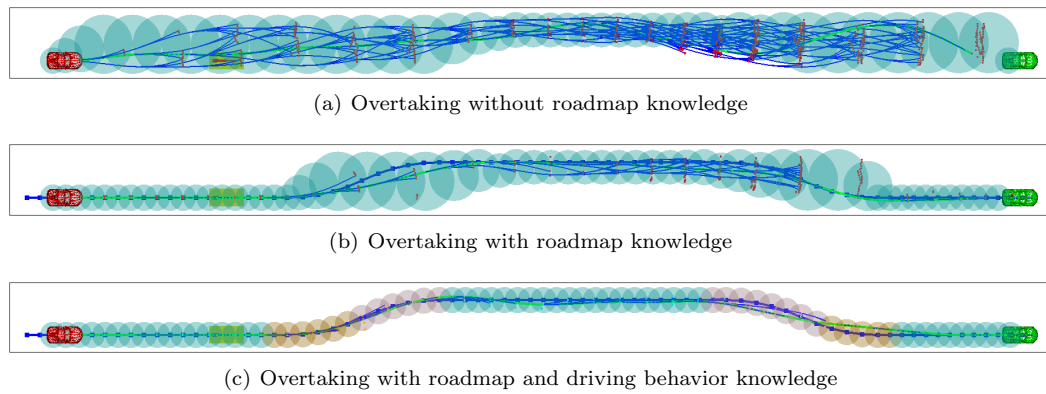 (a) Overtaking without roadmap knowledge
(b) Overtaking with roadmap knowledge
(c) Overtaking with roadmap and driving behavior knowledge